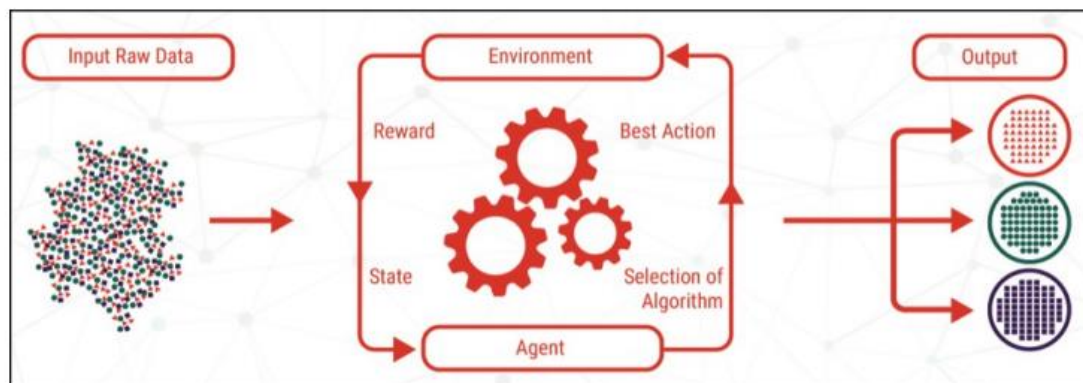 Input Raw Data
Environment
Output
Reward
Best Action
State
Selection of
Algorithm
Agent